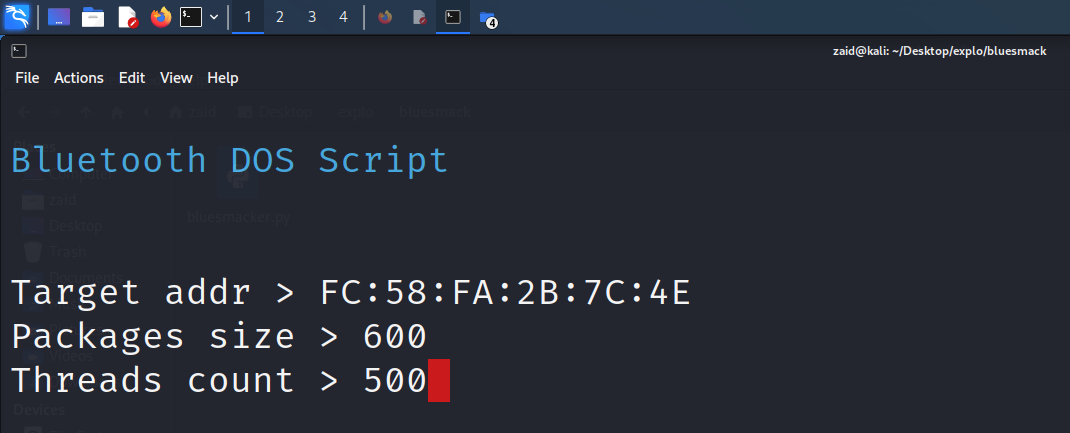 1 2 3 4 4
zaid@kali: ~/Desktop/explo/bluesmack
File Actions Edit View Help
zaid Desktop explo bluesmack
Bluetooth DOS Script
zaid
bluesmacker.py
Desktop
Trash
Documents
Target addr > FC:58:FA:2B:7C:4E
Packages size > 600
Videos
Threads count > 500
Devices